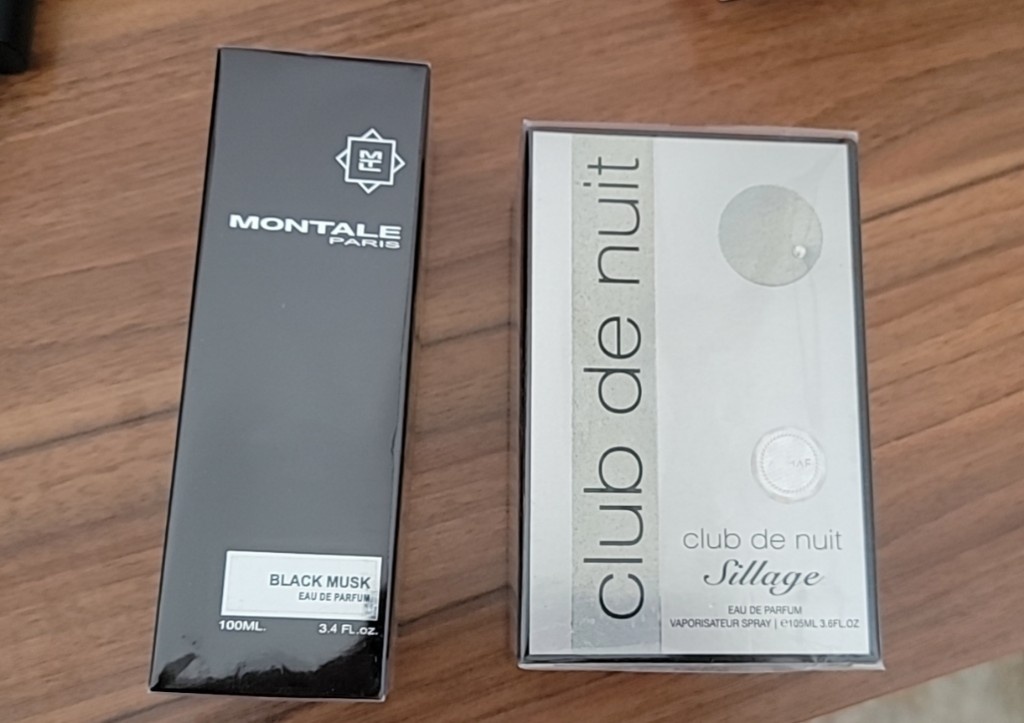 MONTALE
PARIS
BLACK MUSK
EAU DE PARFUM
100ML. 3.4 FL.oz.
club de nuit
club de nuit
Sillage
EAU DE PARFUM
VAPORISATEUR SPRAY | ℮105ML 3.6FL.OZ